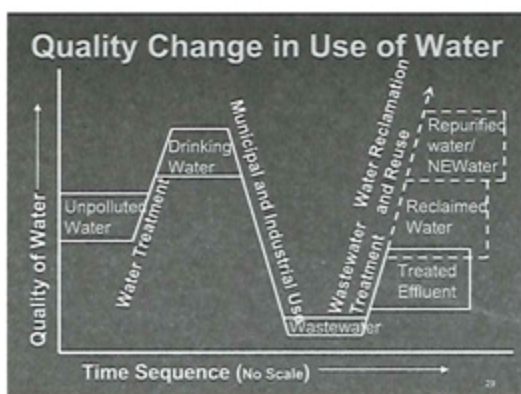 Quality Change in Use of Water
Quality of Water
Unpolluted
Water
Water Treatment
Drinking
Water
Municipal and Industrial Use
Wastewater
Wastewater
Treatment
Water Reclamation
and Reuse
Repurified
water/
NEWater
Reclaimed
Water
Treated
Effluent
Time Sequence (No Scale)
29